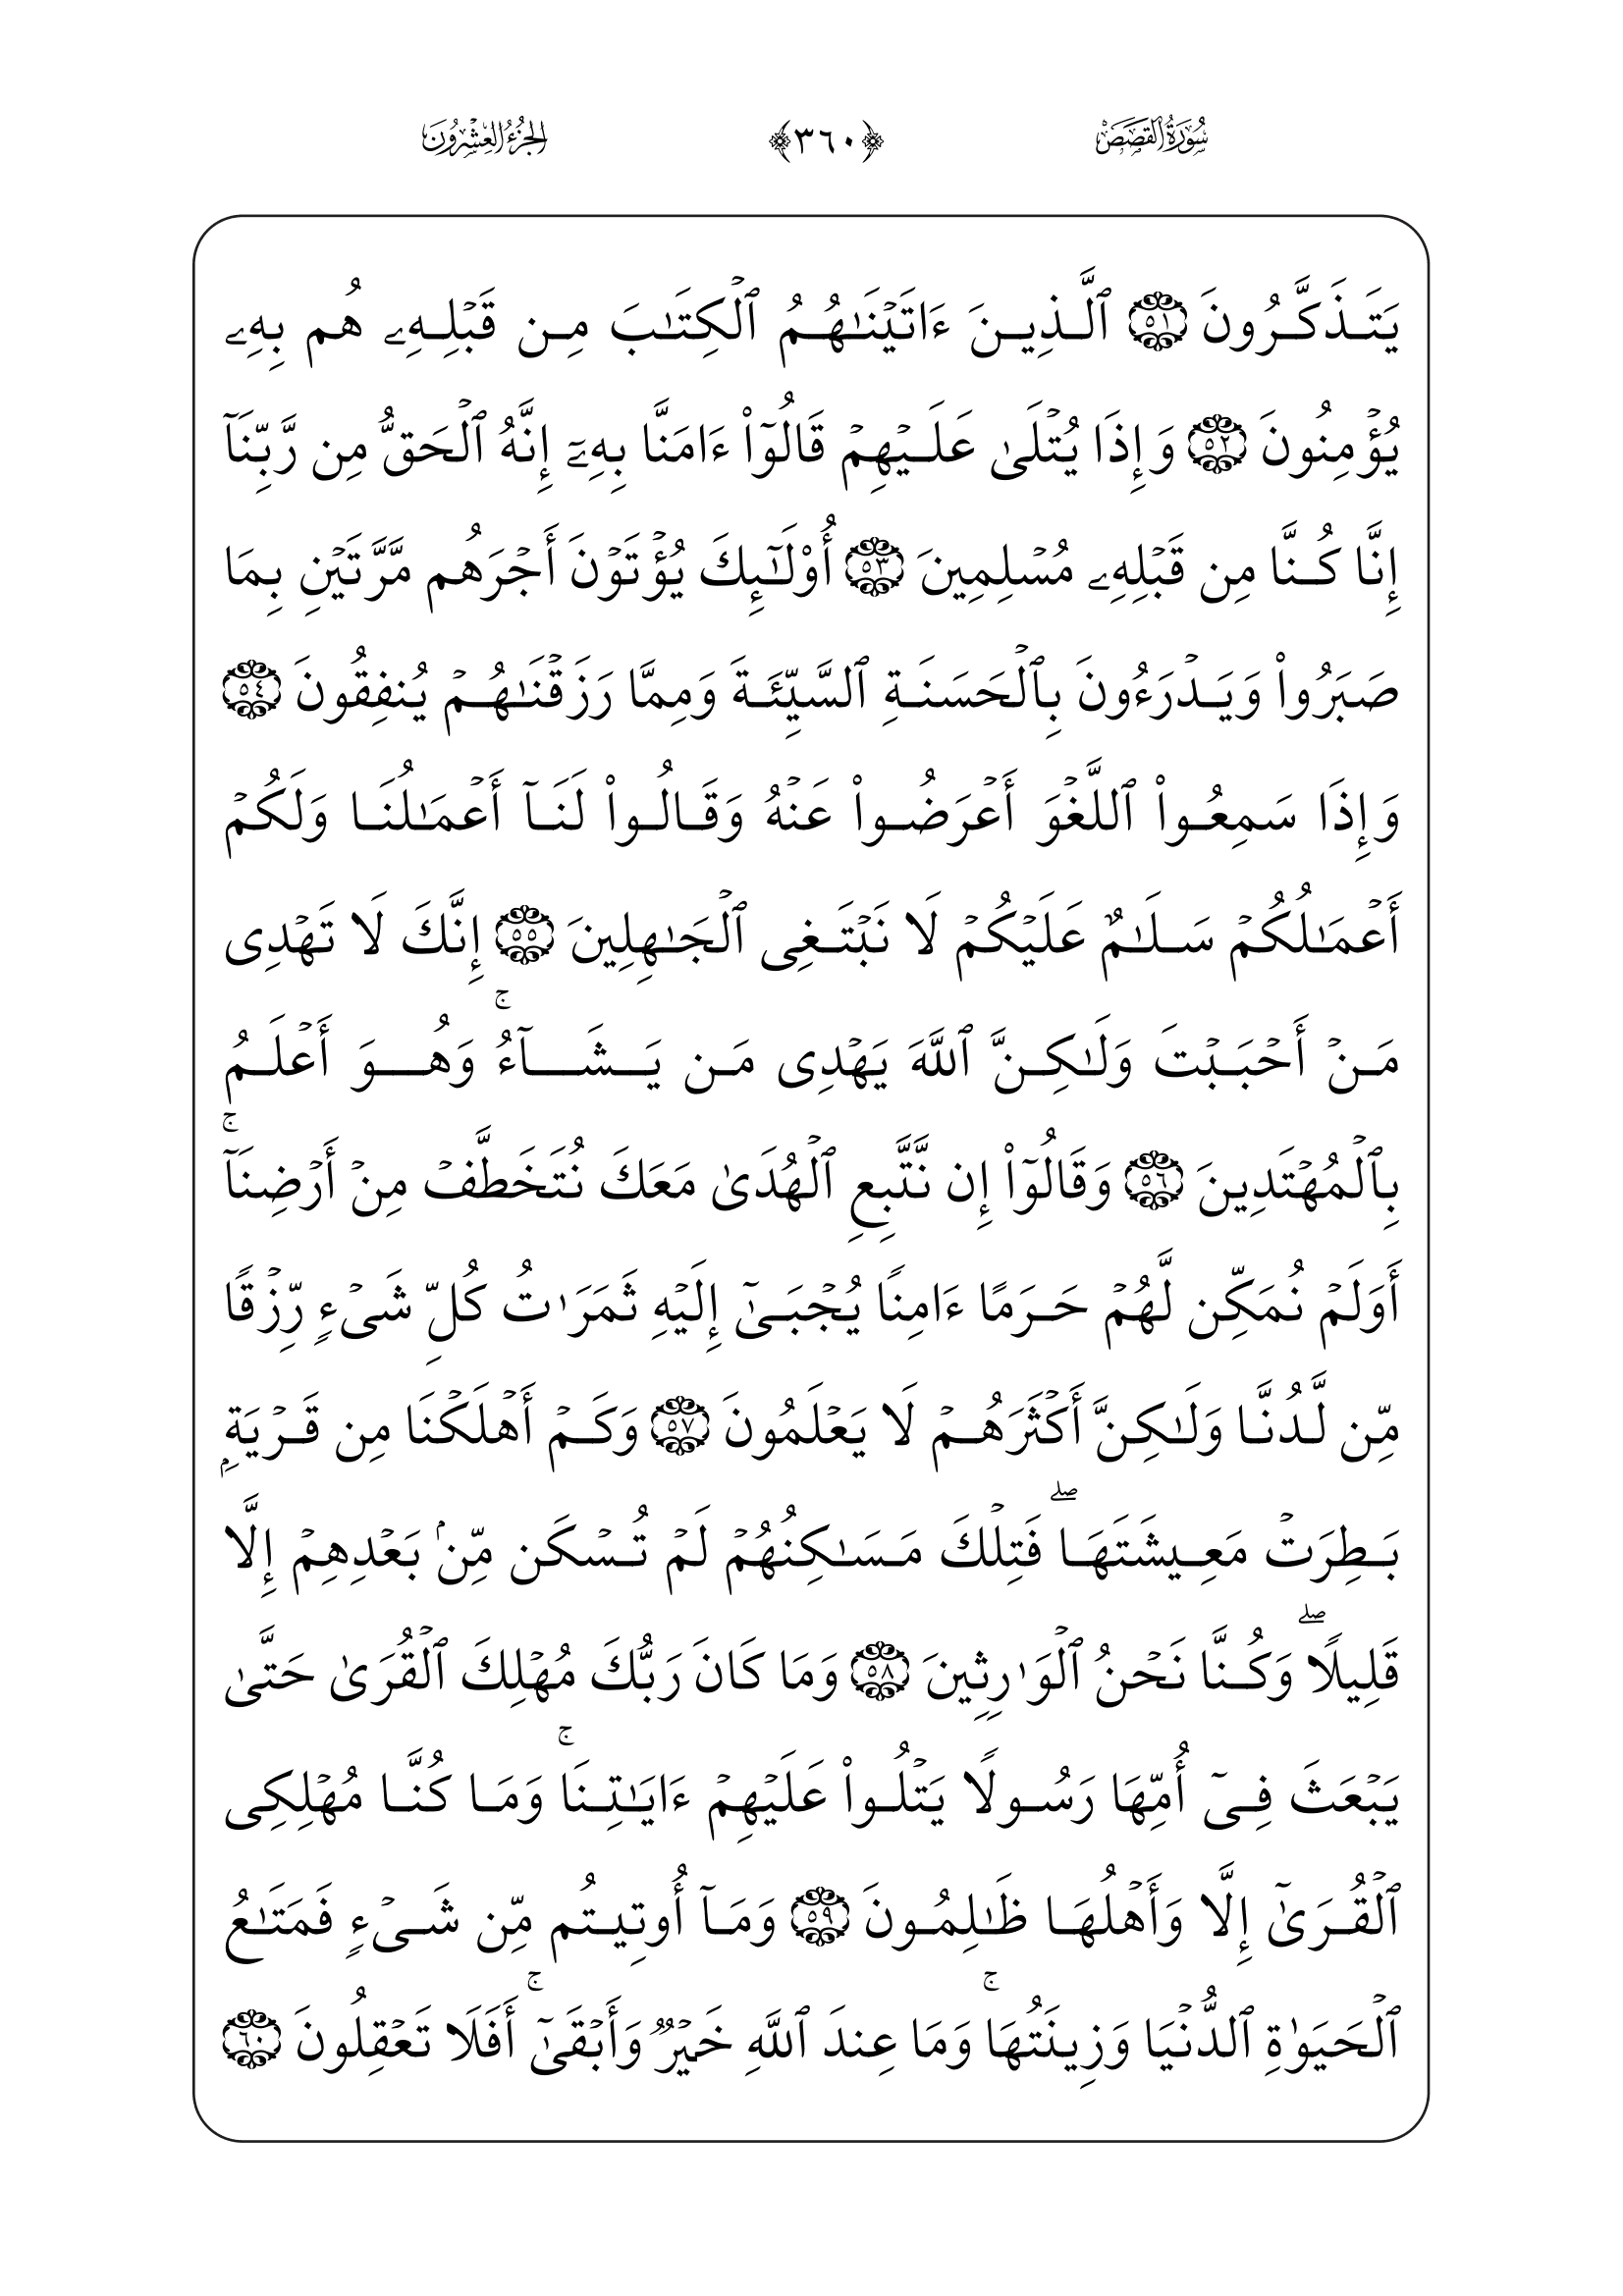 سُورَةُ القَصَصِ ﴿٣٦٠﴾ الجُزْءُ العِشْرُونَ
يَتَذَكَّرُونَ ٥١ ٱلَّذِينَ ءَاتَيْنَٰهُمُ ٱلْكِتَٰبَ مِن قَبْلِهِۦ هُم بِهِۦ
يُؤْمِنُونَ ٥٢ وَإِذَا يُتْلَىٰ عَلَيْهِمْ قَالُوٓا۟ ءَامَنَّا بِهِۦٓ إِنَّهُ ٱلْحَقُّ مِن رَّبِّنَآ
إِنَّا كُنَّا مِن قَبْلِهِۦ مُسْلِمِينَ ٥٣ أُو۟لَٰٓئِكَ يُؤْتَوْنَ أَجْرَهُم مَّرَّتَيْنِ بِمَا
صَبَرُوا۟ وَيَدْرَءُونَ بِٱلْحَسَنَةِ ٱلسَّيِّئَةَ وَمِمَّا رَزَقْنَٰهُمْ يُنفِقُونَ ٥٤
وَإِذَا سَمِعُوا۟ ٱللَّغْوَ أَعْرَضُوا۟ عَنْهُ وَقَالُوا۟ لَنَآ أَعْمَٰلُنَا وَلَكُمْ
أَعْمَٰلُكُمْ سَلَٰمٌ عَلَيْكُمْ لَا نَبْتَغِى ٱلْجَٰهِلِينَ ٥٥ إِنَّكَ لَا تَهْدِى
مَنْ أَحْبَبْتَ وَلَٰكِنَّ ٱللَّهَ يَهْدِى مَن يَشَآءُ ۚ وَهُوَ أَعْلَمُ
بِٱلْمُهْتَدِينَ ٥٦ وَقَالُوٓا۟ إِن نَّتَّبِعِ ٱلْهُدَىٰ مَعَكَ نُتَخَطَّفْ مِنْ أَرْضِنَآ ۚ
أَوَلَمْ نُمَكِّن لَّهُمْ حَرَمًا ءَامِنًا يُجْبَىٰٓ إِلَيْهِ ثَمَرَٰتُ كُلِّ شَىْءٍ رِّزْقًا
مِّن لَّدُنَّا وَلَٰكِنَّ أَكْثَرَهُمْ لَا يَعْلَمُونَ ٥٧ وَكَمْ أَهْلَكْنَا مِن قَرْيَةٍۭ
بَطِرَتْ مَعِيشَتَهَا ۖ فَتِلْكَ مَسَٰكِنُهُمْ لَمْ تُسْكَن مِّنۢ بَعْدِهِمْ إِلَّا
قَلِيلًا ۖ وَكُنَّا نَحْنُ ٱلْوَٰرِثِينَ ٥٨ وَمَا كَانَ رَبُّكَ مُهْلِكَ ٱلْقُرَىٰ حَتَّىٰ
يَبْعَثَ فِىٓ أُمِّهَا رَسُولًا يَتْلُوا۟ عَلَيْهِمْ ءَايَٰتِنَا ۚ وَمَا كُنَّا مُهْلِكِى
ٱلْقُرَىٰٓ إِلَّا وَأَهْلُهَا ظَٰلِمُونَ ٥٩ وَمَآ أُوتِيتُم مِّن شَىْءٍ فَمَتَٰعُ
ٱلْحَيَوٰةِ ٱلدُّنْيَا وَزِينَتُهَا ۚ وَمَا عِندَ ٱللَّهِ خَيْرٌ وَأَبْقَىٰٓ ۚ أَفَلَا تَعْقِلُونَ ٦٠